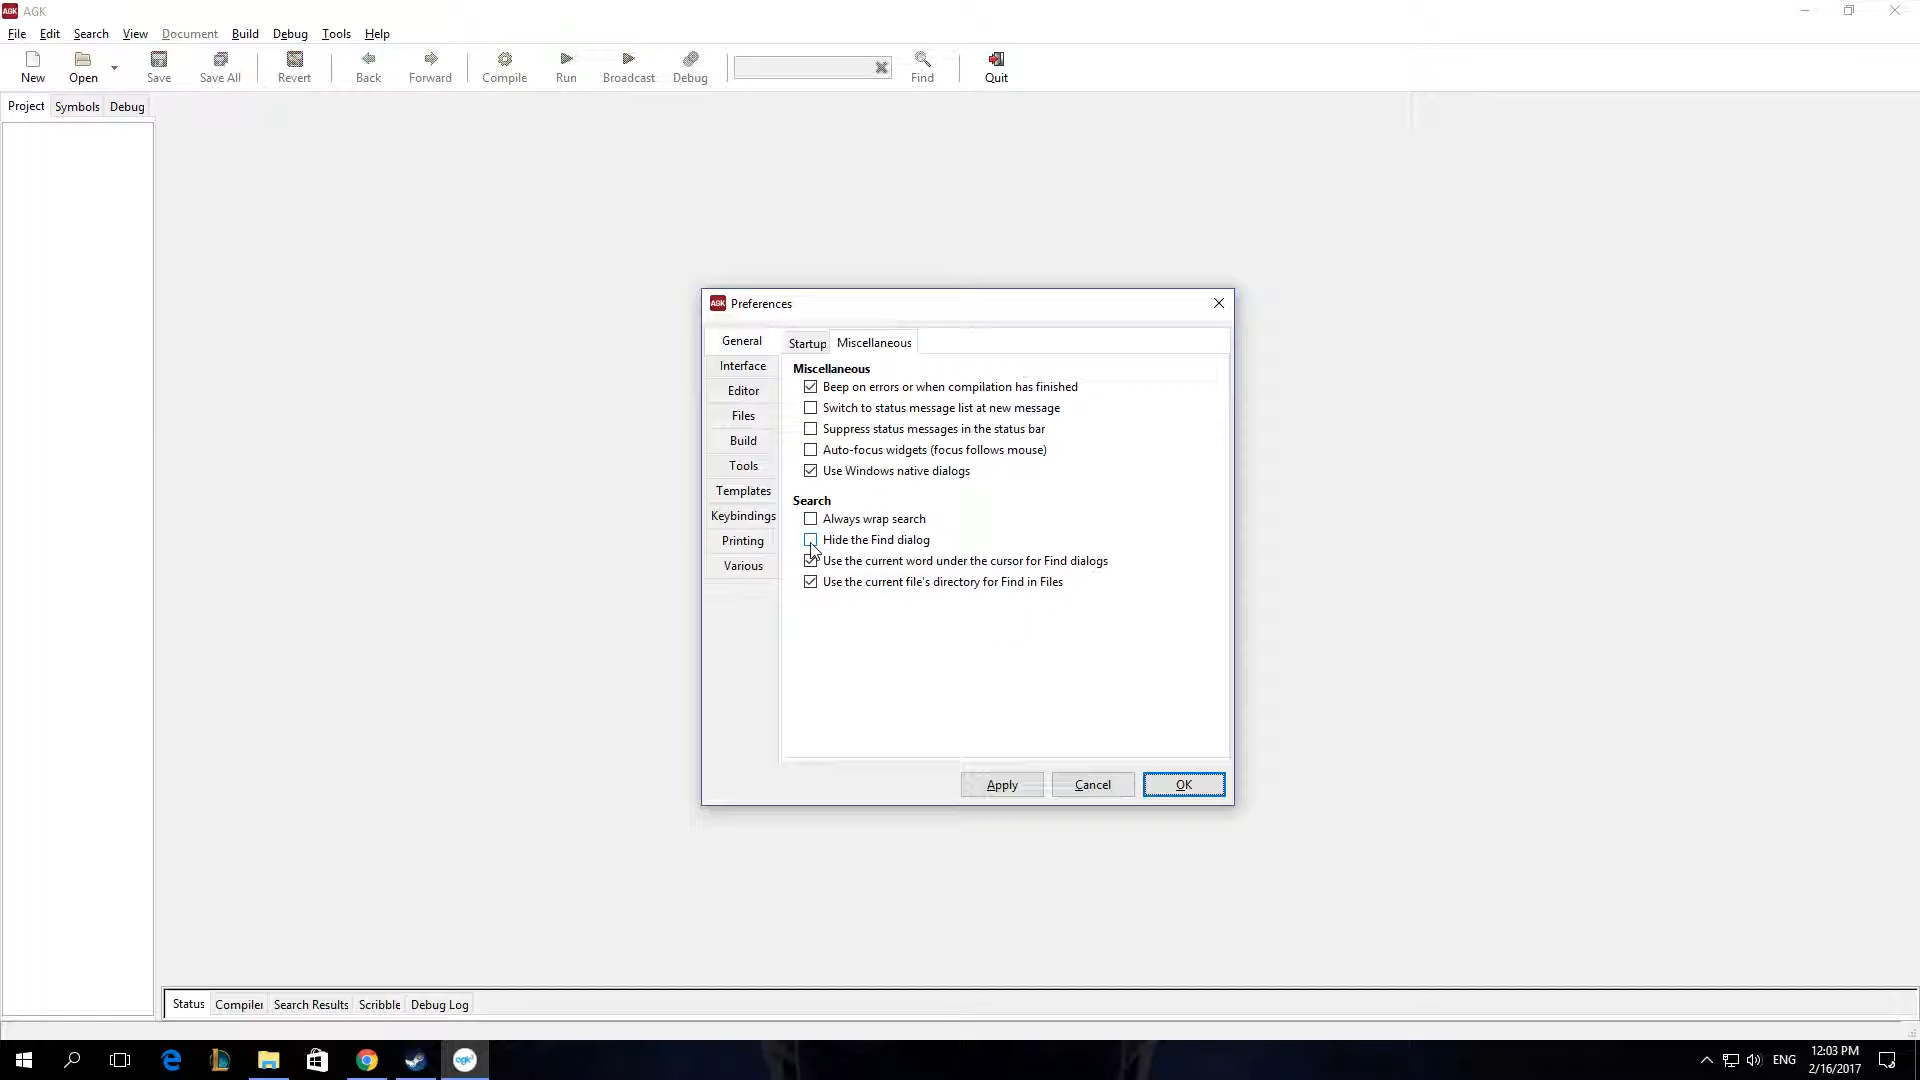 AGK
File Edit Search View Document Build Debug Tools Help
New Open Save Save All Revert Back Forward Compile Run Broadcast Debug Find Quit
Project Symbols Debug
AGK Preferences
General
Interface
Editor
Files
Build
Tools
Templates
Keybindings
Printing
Various
Startup Miscellaneous
Miscellaneous
Beep on errors or when compilation has finished
Switch to status message list at new message
Suppress status messages in the status bar
Auto-focus widgets (focus follows mouse)
Use Windows native dialogs
Search
Always wrap search
Hide the Find dialog
Use the current word under the cursor for Find dialogs
Use the current file's directory for Find in Files
Apply Cancel OK
Status Compiler Search Results Scribble Debug Log
agk
ENG
12:03 PM
2/16/2017